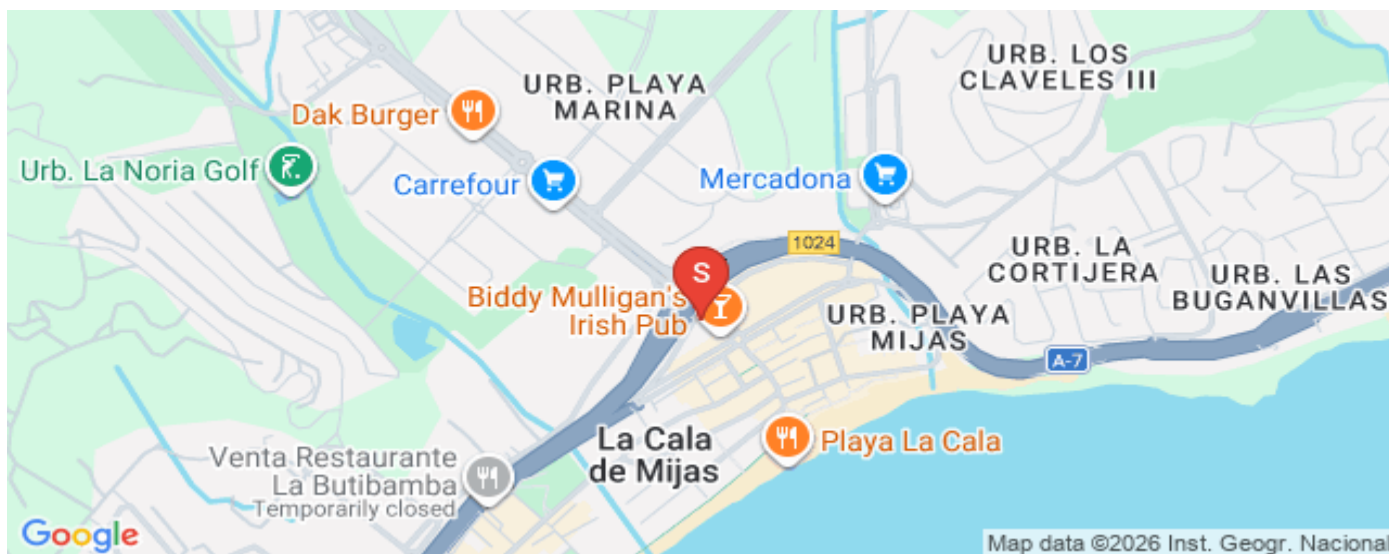 URB. LOS
CLAVELES III
URB. PLAYA
MARINA
Dak Burger
Urb. La Noria Golf
Carrefour
Mercadona
1024
URB. LA
CORTIJERA
URB. LAS
BUGANVILLAS
S
Biddy Mulligan's
Irish Pub
URB. PLAYA
MIJAS
A-7
La Cala
de Mijas
Playa La Cala
Venta Restaurante
La Butibamba
Temporarily closed
Google
Map data ©2026 Inst. Geogr. Nacional